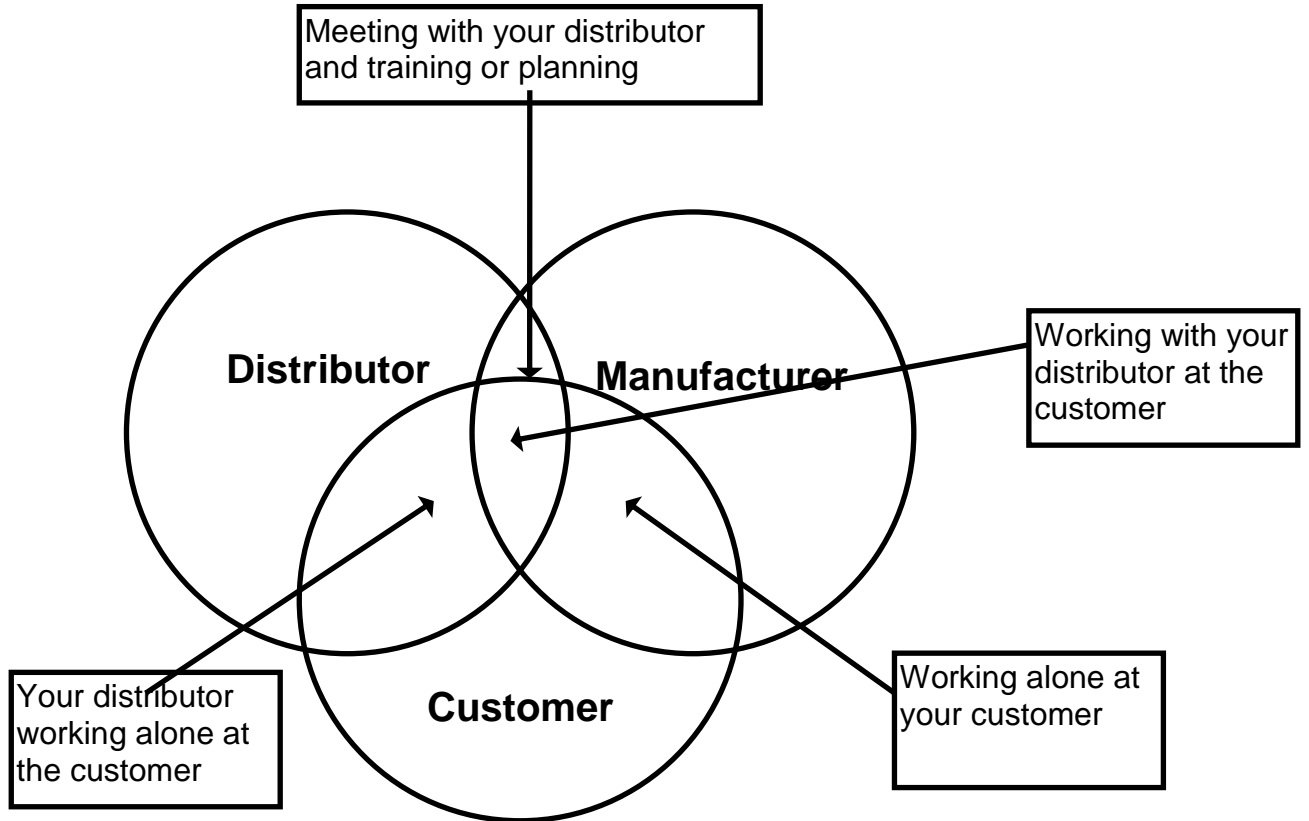 Meeting with your distributor
and training or planning
Distributor
Manufacturer
Working with your
distributor at the
customer
Your distributor
working alone at
the customer
Customer
Working alone at
your customer